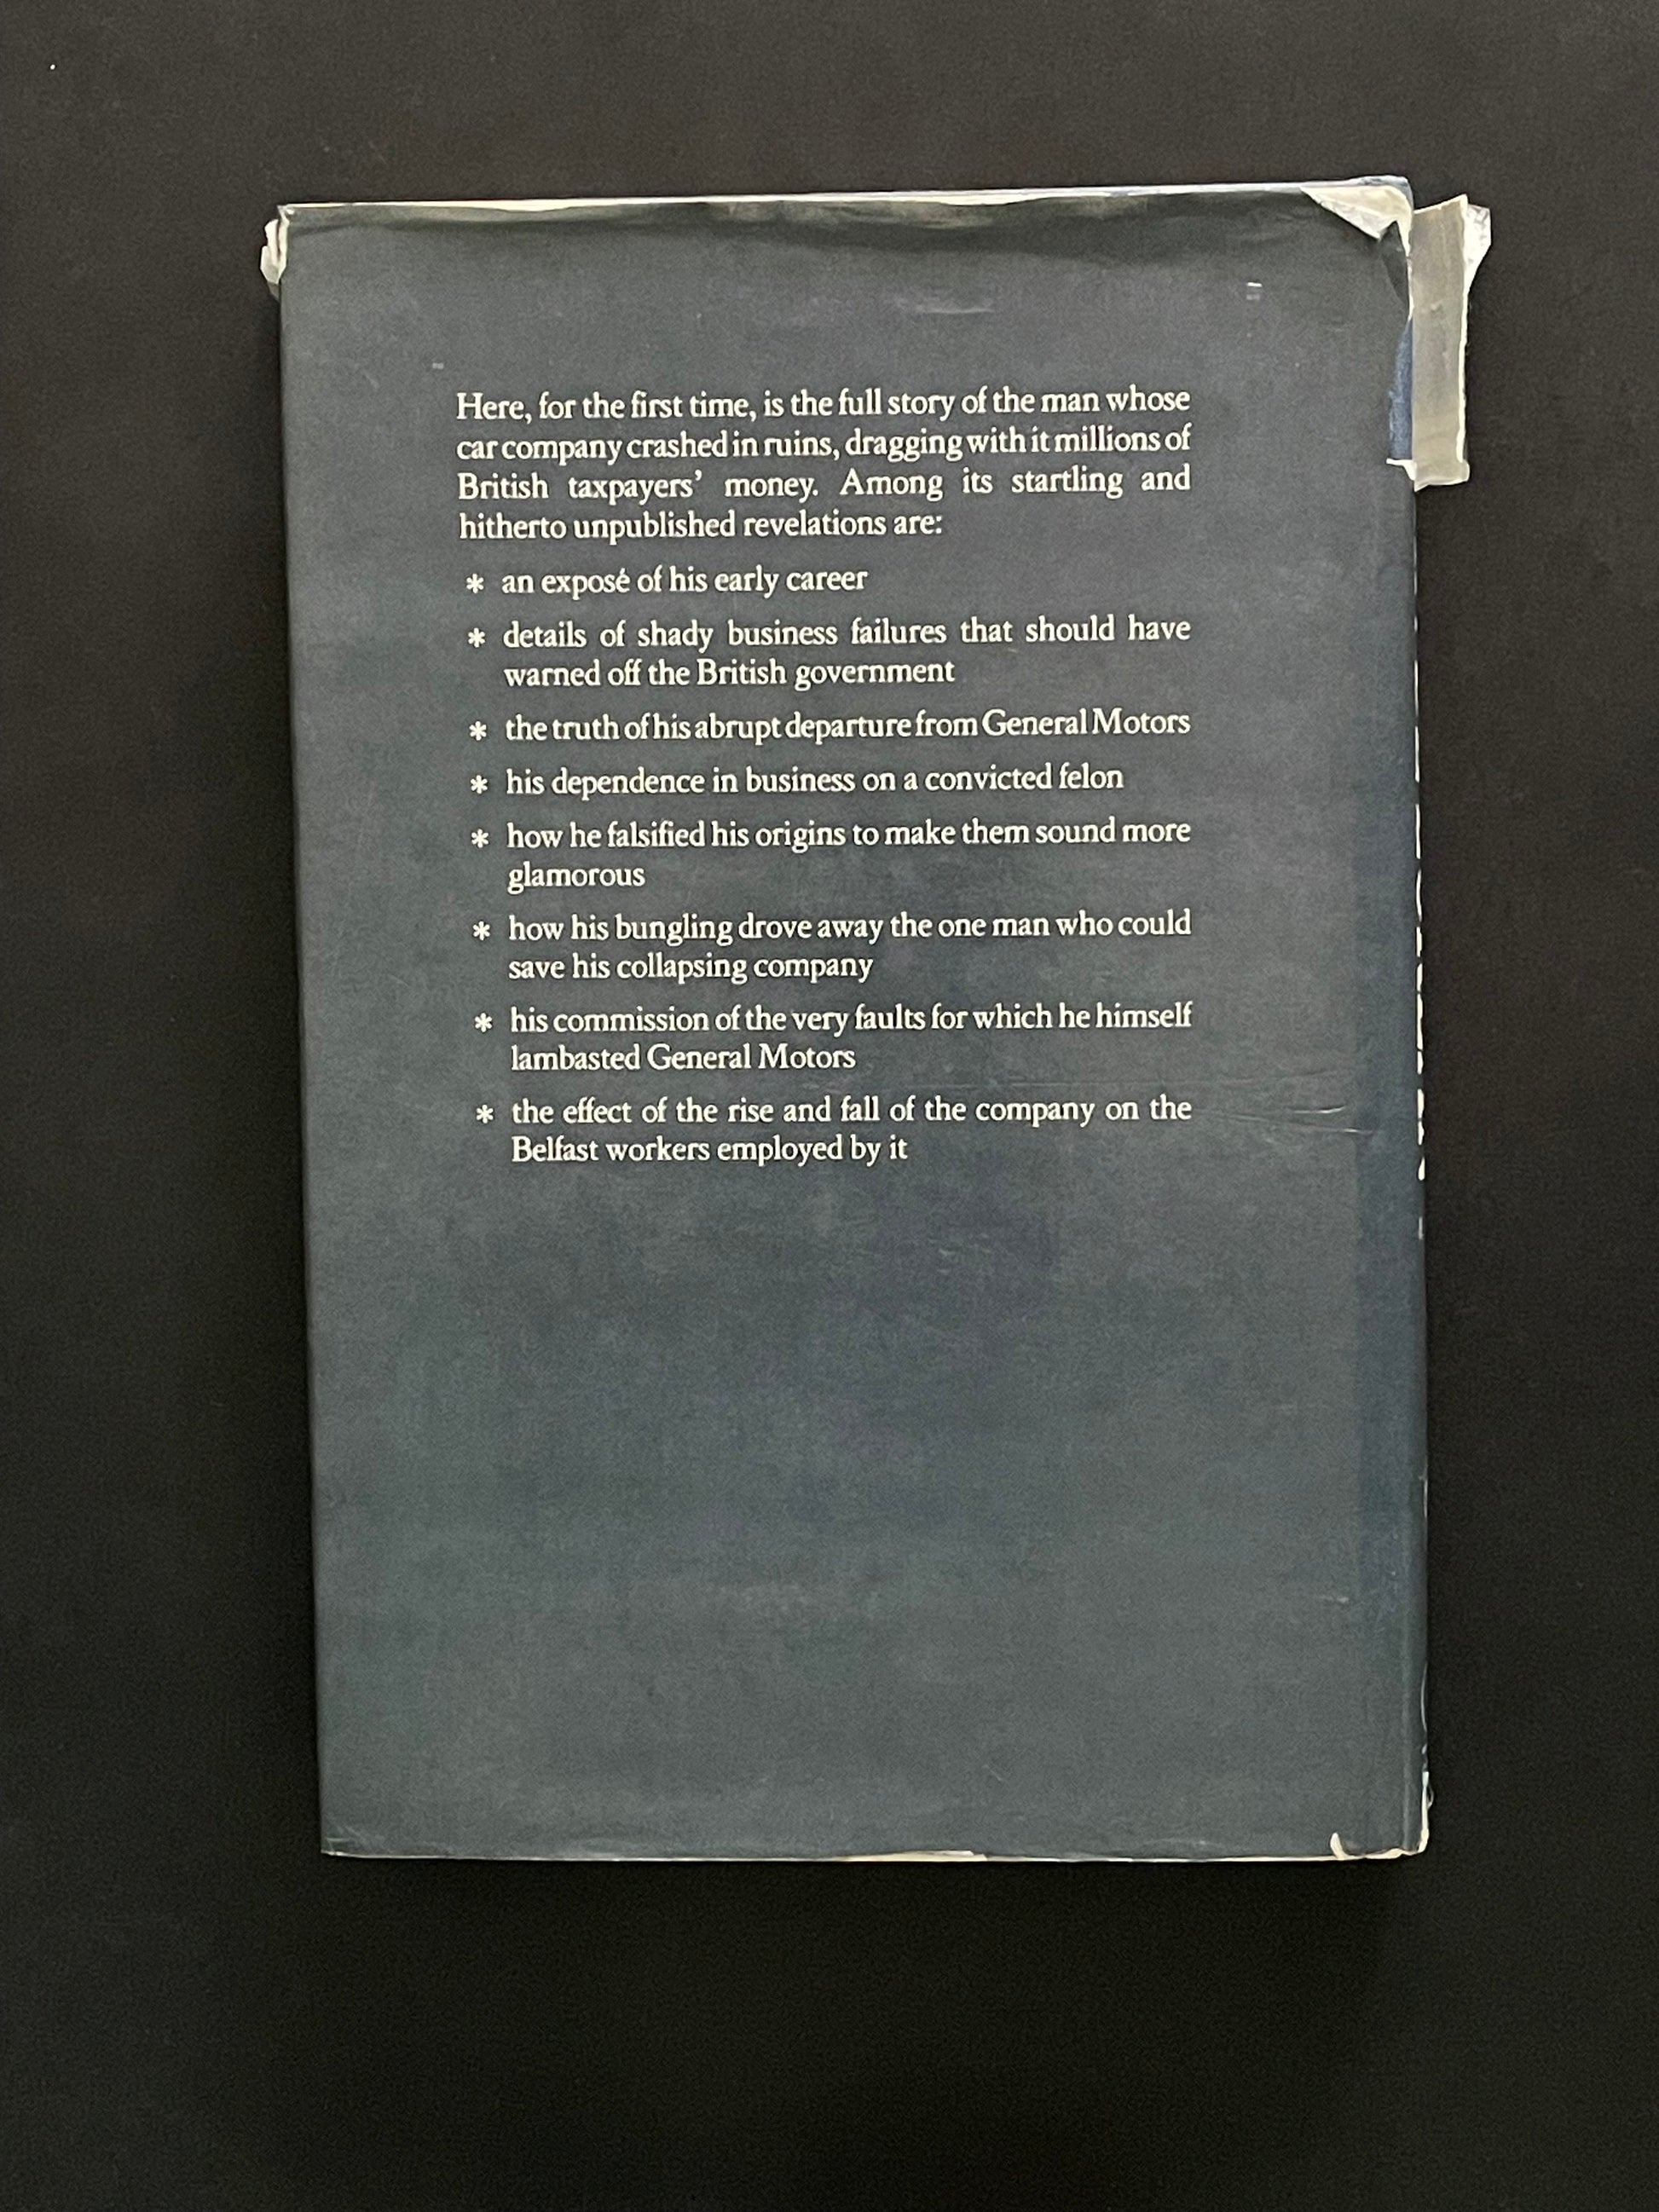 Here, for the first time, is the full story of the man whose
car company crashed in ruins, dragging with it millions of
British taxpayers’ money. Among its startling and
hitherto unpublished revelations are:
* an exposé of his early career
* details of shady business failures that should have
warned off the British government
* the truth of his abrupt departure from General Motors
* his dependence in business on a convicted felon
* how he falsified his origins to make them sound more
glamorous
* how his bungling drove away the one man who could
save his collapsing company
* his commission of the very faults for which he himself
lambasted General Motors
* the effect of the rise and fall of the company on the
Belfast workers employed by it